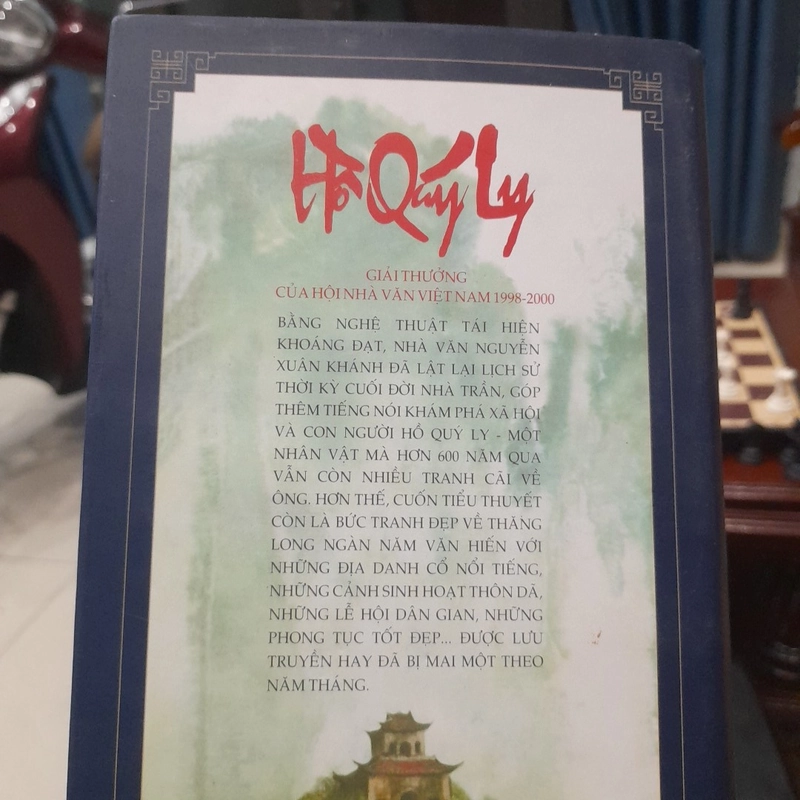 Hồ Quý Ly
GIẢI THƯỞNG
CỦA HỘI NHÀ VĂN VIỆT NAM 1998-2000
BẰNG NGHỆ THUẬT TÁI HIỆN
KHOÁNG ĐẠT, NHÀ VĂN NGUYỄN
XUÂN KHÁNH ĐÃ LẬT LẠI LỊCH SỬ
THỜI KỲ CUỐI ĐỜI NHÀ TRẦN, GÓP
THÊM TIẾNG NÓI KHÁM PHÁ XÃ HỘI
VÀ CON NGƯỜI HỒ QUÝ LY - MỘT
NHÂN VẬT MÀ HƠN 600 NĂM QUA
VẪN CÒN NHIỀU TRANH CÃI VỀ
ÔNG. HƠN THẾ, CUỐN TIỂU THUYẾT
CÒN LÀ BỨC TRANH ĐẸP VỀ THĂNG
LONG NGÀN NĂM VĂN HIẾN VỚI
NHỮNG ĐỊA DANH CỔ NỔI TIẾNG,
NHỮNG CẢNH SINH HOẠT THÔN DÃ,
NHỮNG LỄ HỘI DÂN GIAN, NHỮNG
PHONG TỤC TỐT ĐẸP... ĐƯỢC LƯU
TRUYỀN HAY ĐÃ BỊ MAI MỘT THEO
NĂM THÁNG.